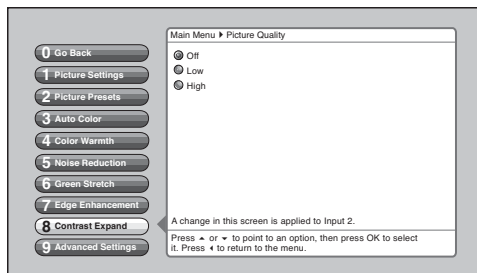 Main Menu ▶ Picture Quality
0 Go Back
1 Picture Settings
2 Picture Presets
3 Auto Color
4 Color Warmth
5 Noise Reduction
6 Green Stretch
7 Edge Enhancement
8 Contrast Expand
9 Advanced Settings
Off
Low
High
A change in this screen is applied to Input 2.
Press ▲ or ▼ to point to an option, then press OK to select
it. Press ◀ to return to the menu.